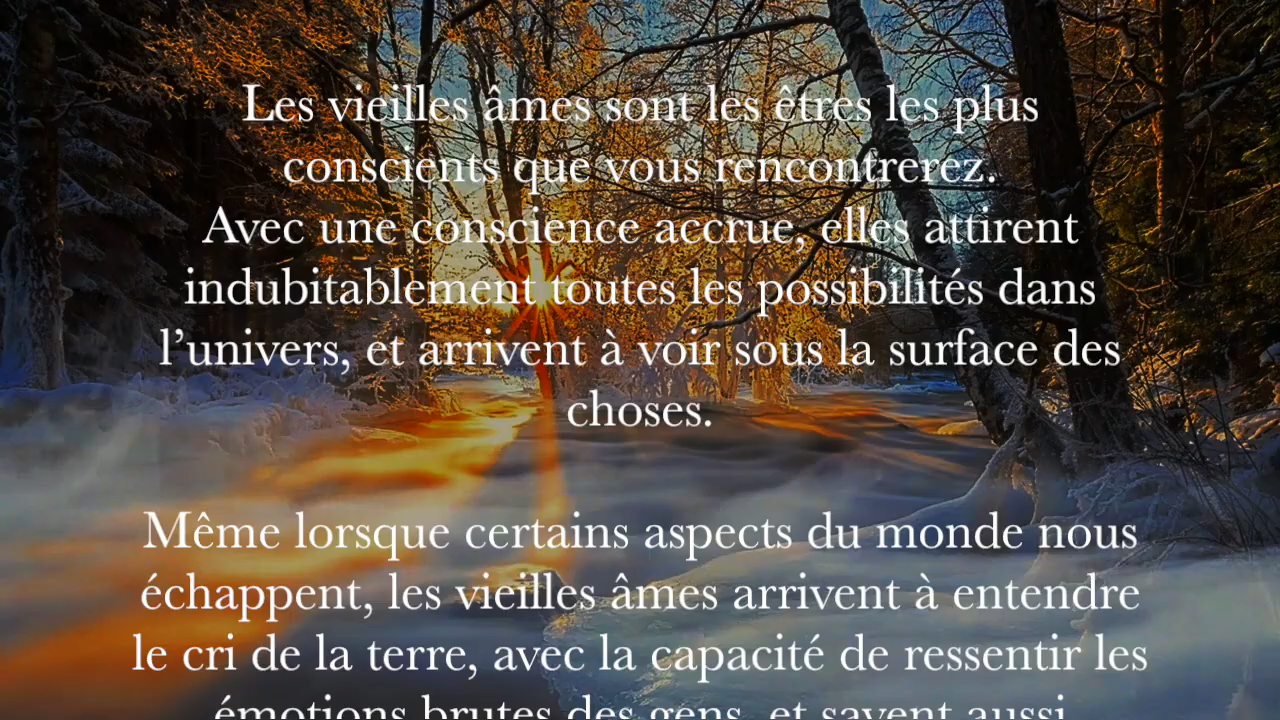 Les vieilles âmes sont les êtres les plus
conscients que vous rencontrerez.
Avec une conscience accrue, elles attirent
indubitablement toutes les possibilités dans
l’univers, et arrivent à voir sous la surface des
choses.
Même lorsque certains aspects du monde nous
échappent, les vieilles âmes arrivent à entendre
le cri de la terre, avec la capacité de ressentir les
émotions brutes des gens, et savent aussi